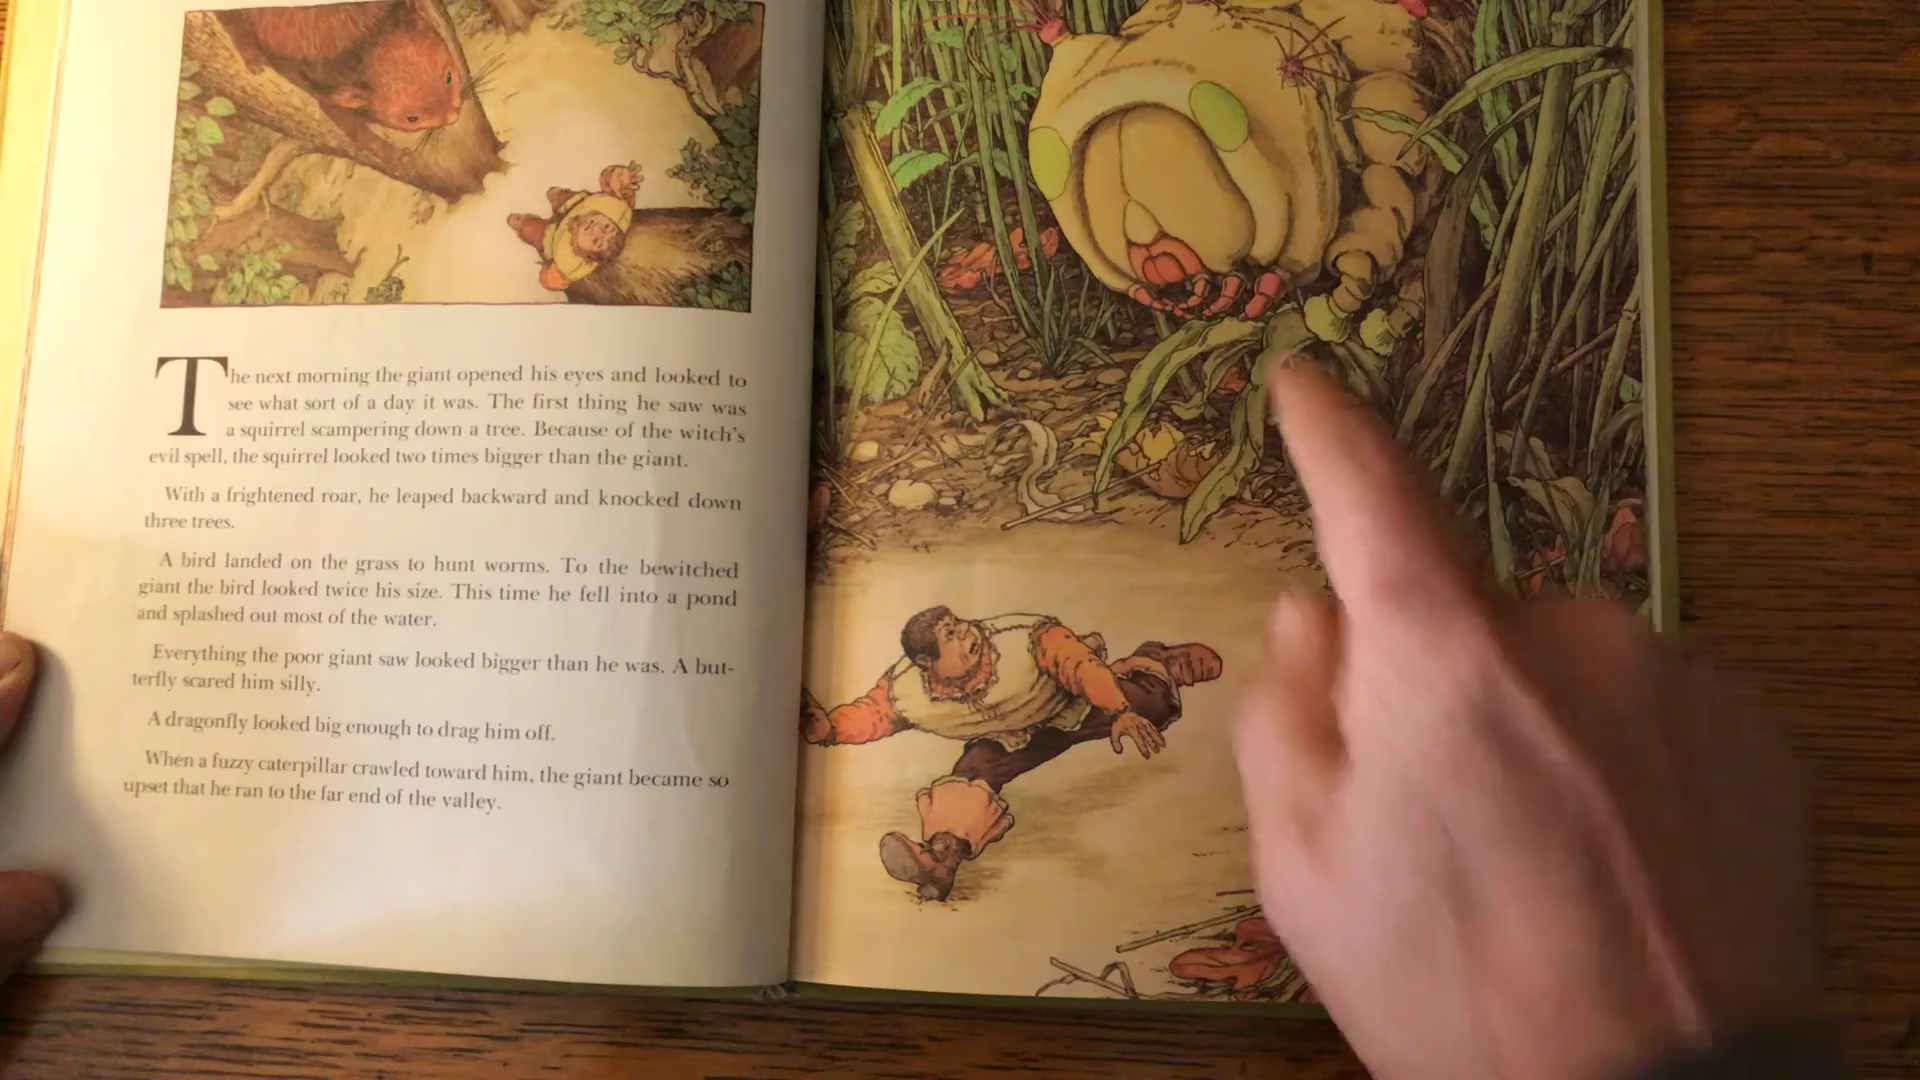 The next morning the giant opened his eyes and looked to
see what sort of a day it was. The first thing he saw was
a squirrel scampering down a tree. Because of the witch's
evil spell, the squirrel looked two times bigger than the giant.
With a frightened roar, he leaped backward and knocked down
three trees.
A bird landed on the grass to hunt worms. To the bewitched
giant the bird looked twice his size. This time he fell into a pond
and splashed out most of the water.
Everything the poor giant saw looked bigger than he was. A but-
terfly scared him silly.
A dragonfly looked big enough to drag him off.
When a fuzzy caterpillar crawled toward him, the giant became so
upset that he ran to the far end of the valley.